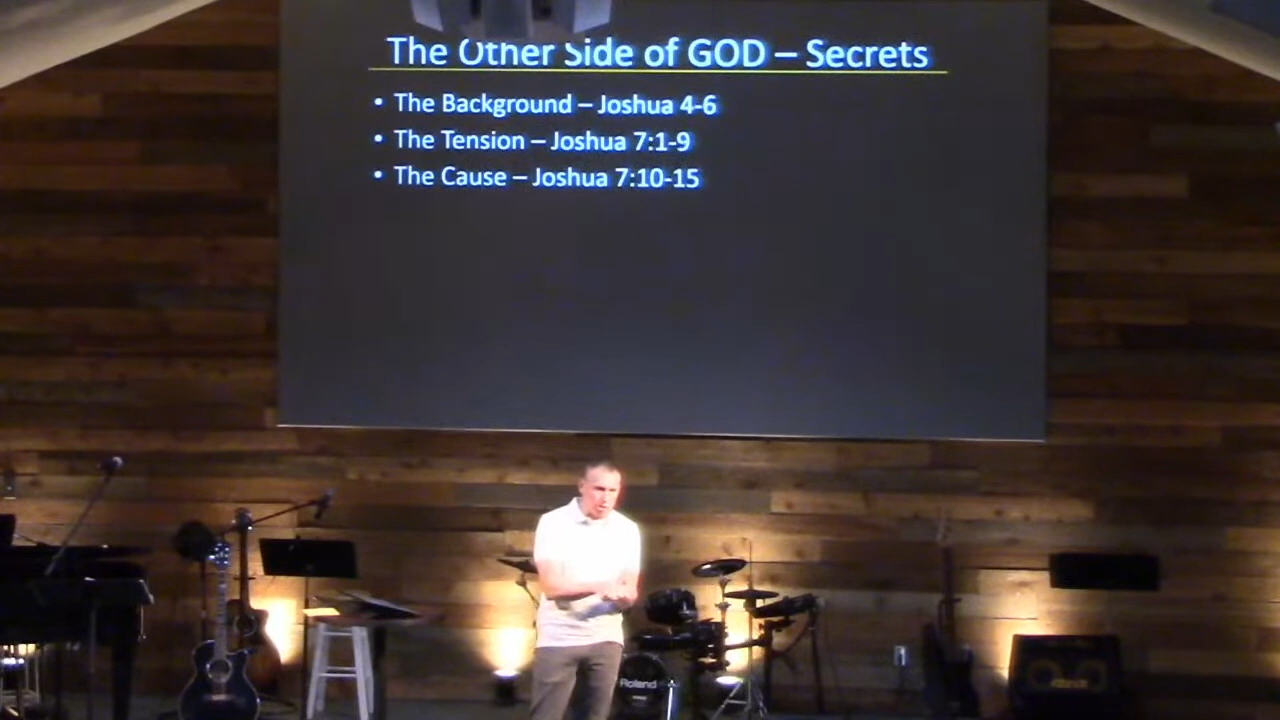 The Other Side of GOD – Secrets
• The Background – Joshua 4-6
• The Tension – Joshua 7:1-9
• The Cause – Joshua 7:10-15
Roland